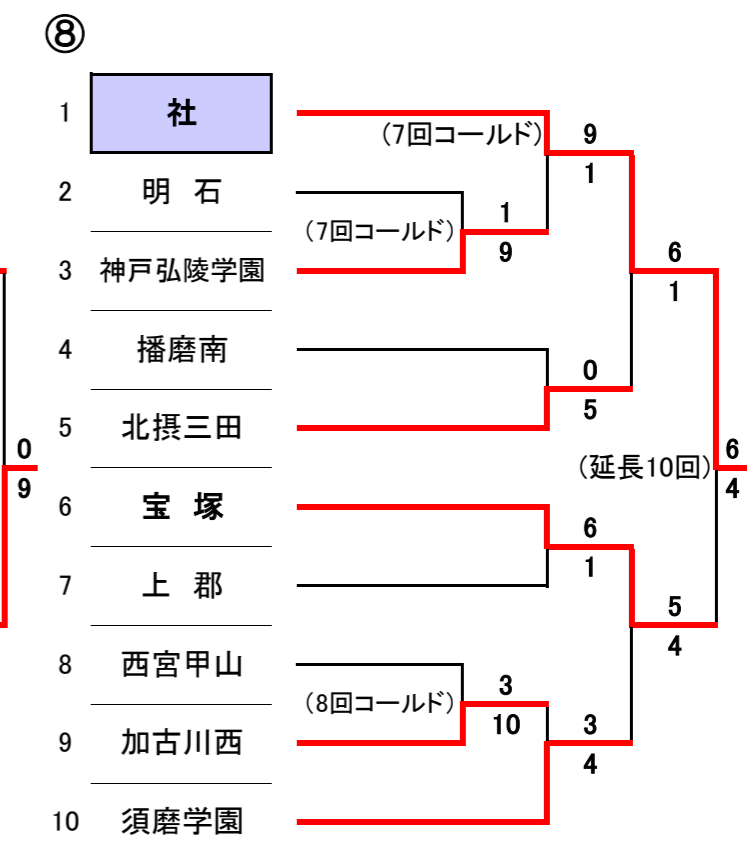 ⑧
1 社
(7回コールド) 9
1
2 明 石
(7回コールド) 1
9
3 神戸弘陵学園
6
1
4 播磨南
0
5
5 北摂三田
0
9
(延長10回) 6
4
6 宝 塚
6
1
7 上 郡
5
4
8 西宮甲山
(8回コールド) 3
10
9 加古川西
3
4
10 須磨学園